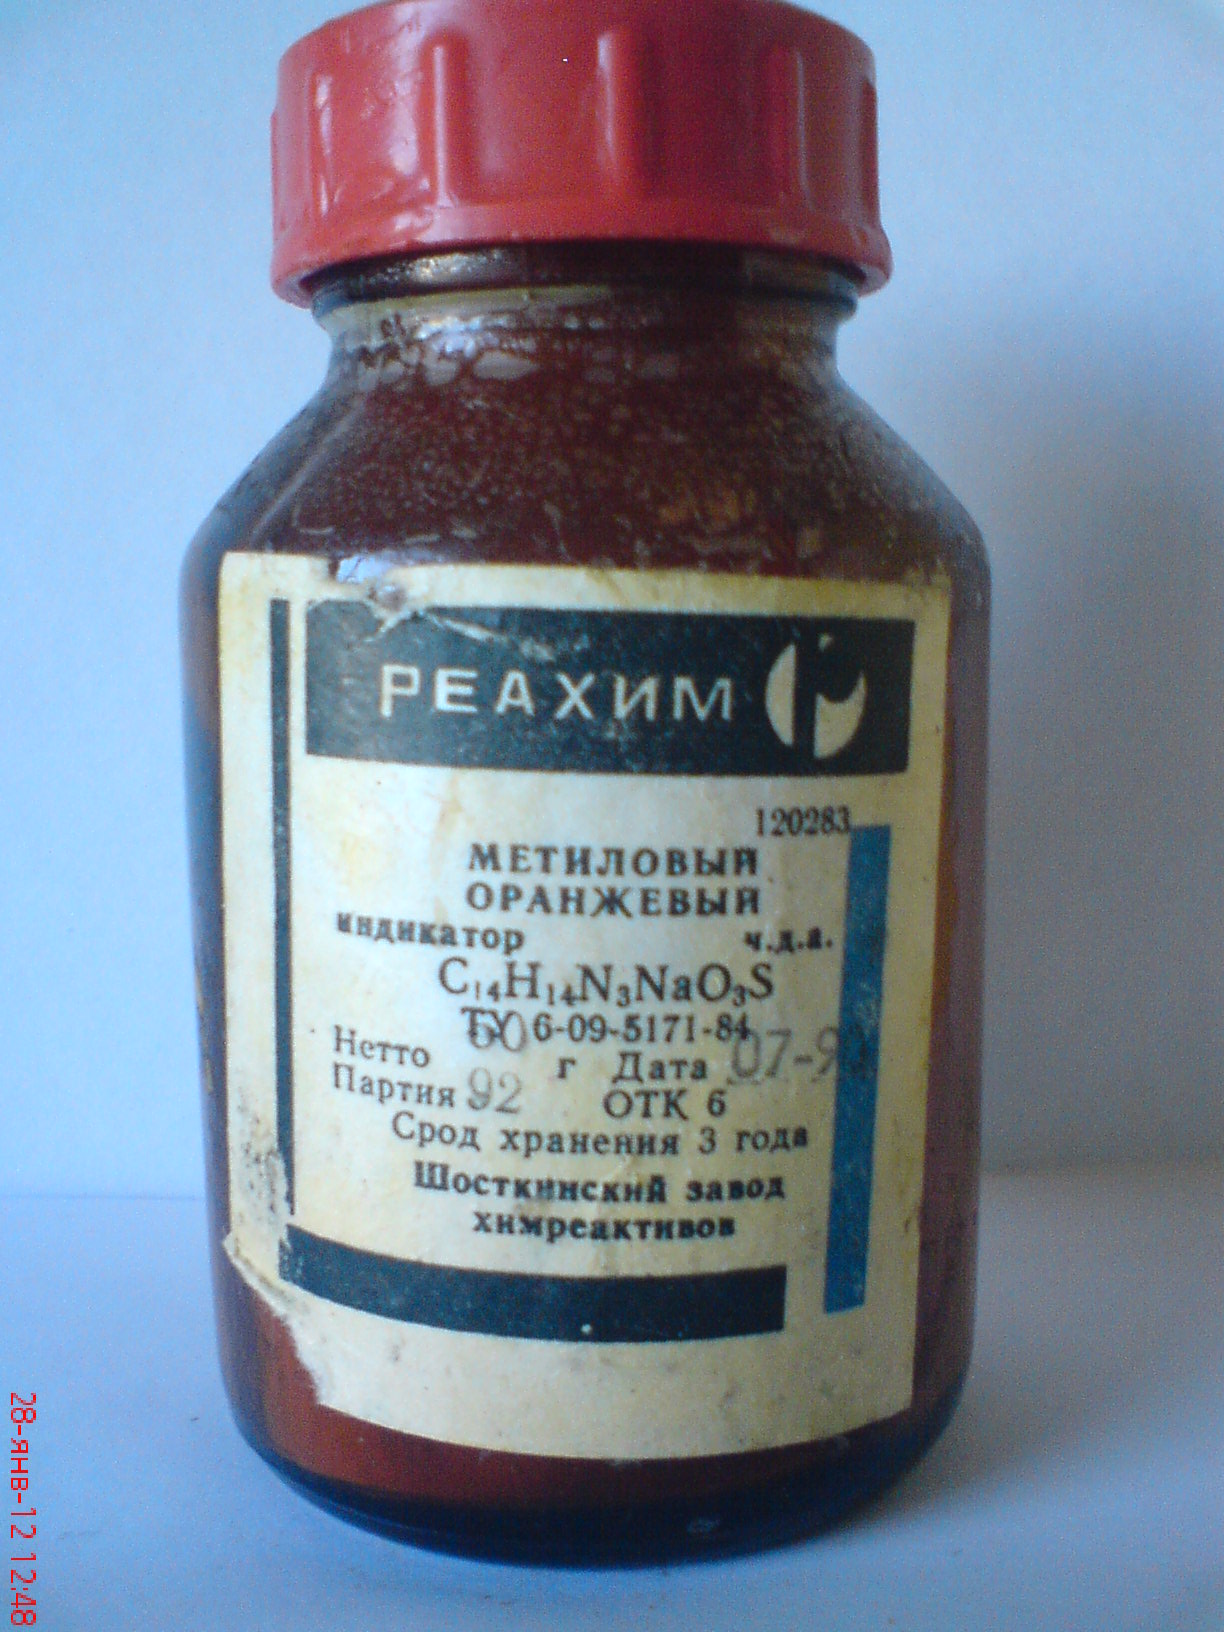 РЕАХИМ
120283
МЕТИЛОВЫЙ
ОРАНЖЕВЫЙ
индикатор ч.д.а.
C₁₄H₁₄N₃NaO₃S
ТУ 6-09-5171-84
Нетто 50 г Дата 07-9
Партия 92 ОТК 6
Срод хранения 3 года
Шосткинский завод
химреактивов
28-янв-12 12:48